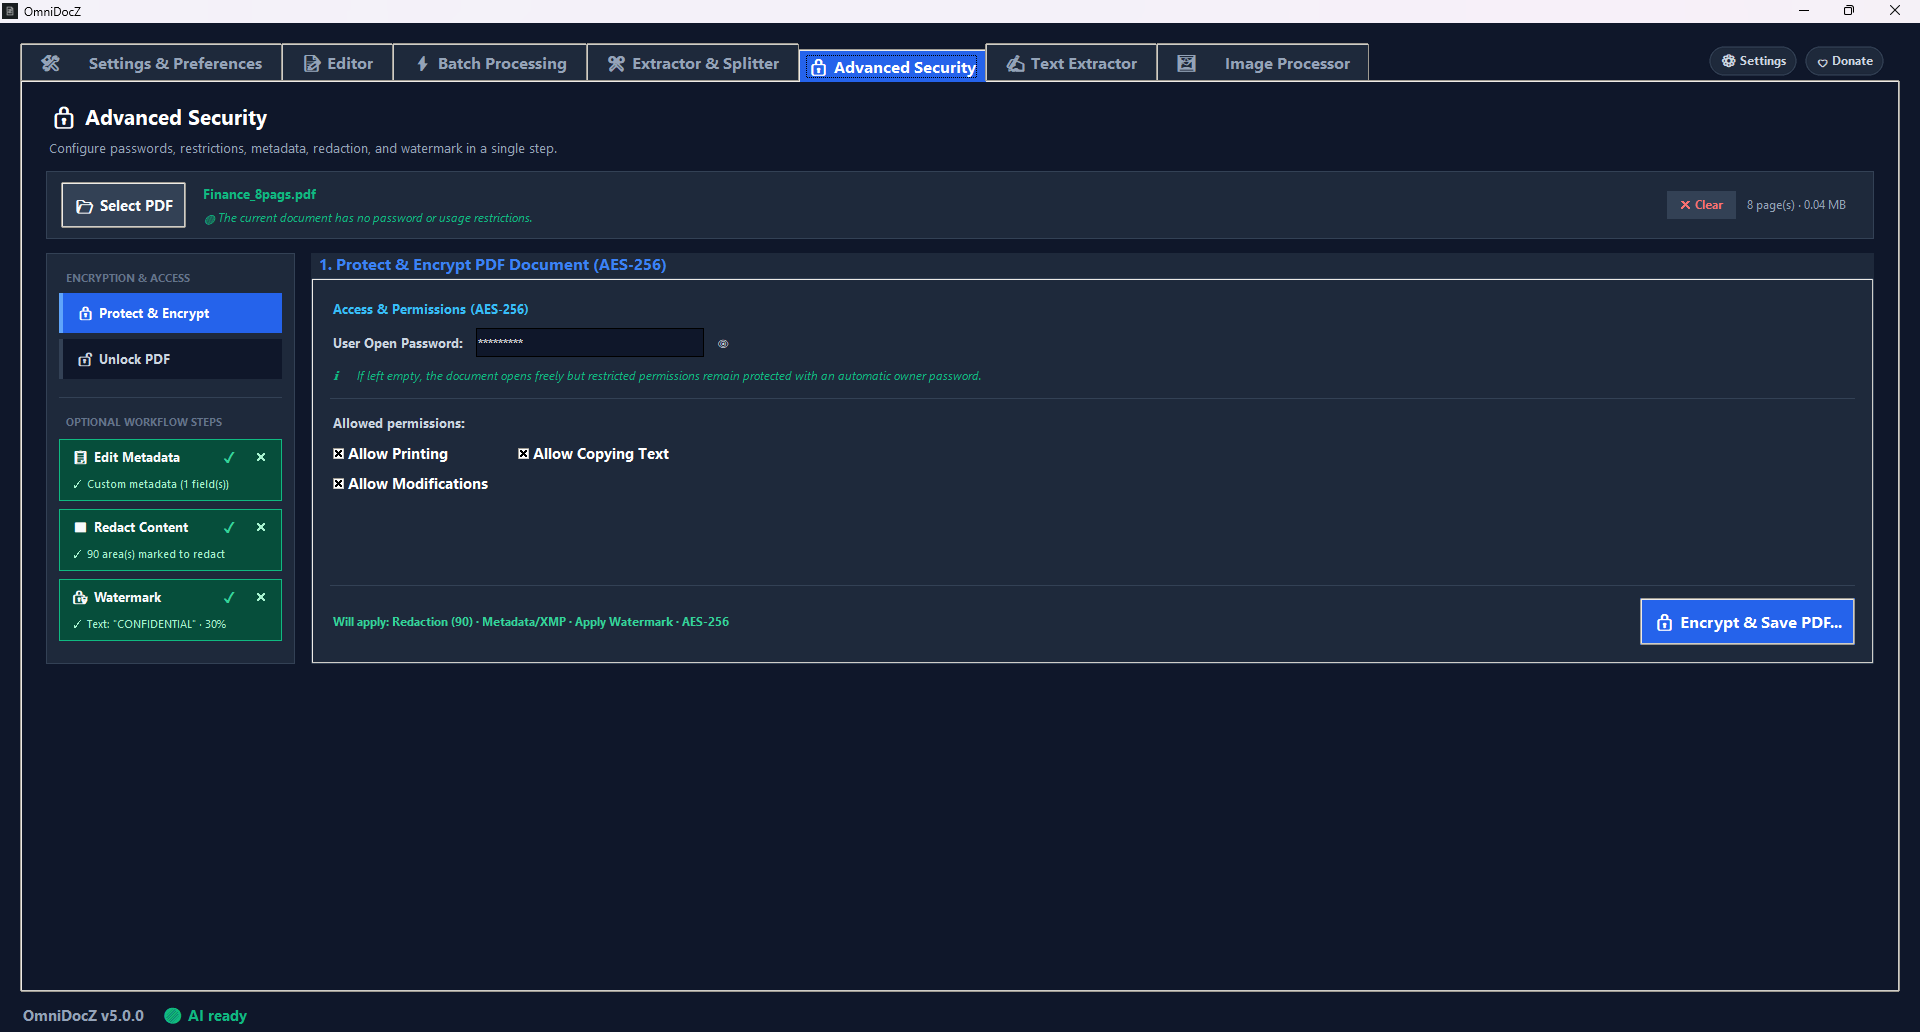 OmniDocZ
Settings & Preferences
Editor
Batch Processing
Extractor & Splitter
Advanced Security
Text Extractor
Image Processor
Settings
Donate
Advanced Security
Configure passwords, restrictions, metadata, redaction, and watermark in a single step.
Select PDF
Finance_8pags.pdf
The current document has no password or usage restrictions.
Clear
8 page(s) · 0.04 MB
ENCRYPTION & ACCESS
Protect & Encrypt
Unlock PDF
OPTIONAL WORKFLOW STEPS
Edit Metadata ✓ ✕
✓ Custom metadata (1 field(s))
Redact Content ✓ ✕
✓ 90 area(s) marked to redact
Watermark ✓ ✕
✓ Text: "CONFIDENTIAL" · 30%
1. Protect & Encrypt PDF Document (AES-256)
Access & Permissions (AES-256)
User Open Password: *********
i If left empty, the document opens freely but restricted permissions remain protected with an automatic owner password.
Allowed permissions:
Allow Printing
Allow Copying Text
Allow Modifications
Will apply: Redaction (90) · Metadata/XMP · Apply Watermark · AES-256
Encrypt & Save PDF...
OmniDocZ v5.0.0
AI ready